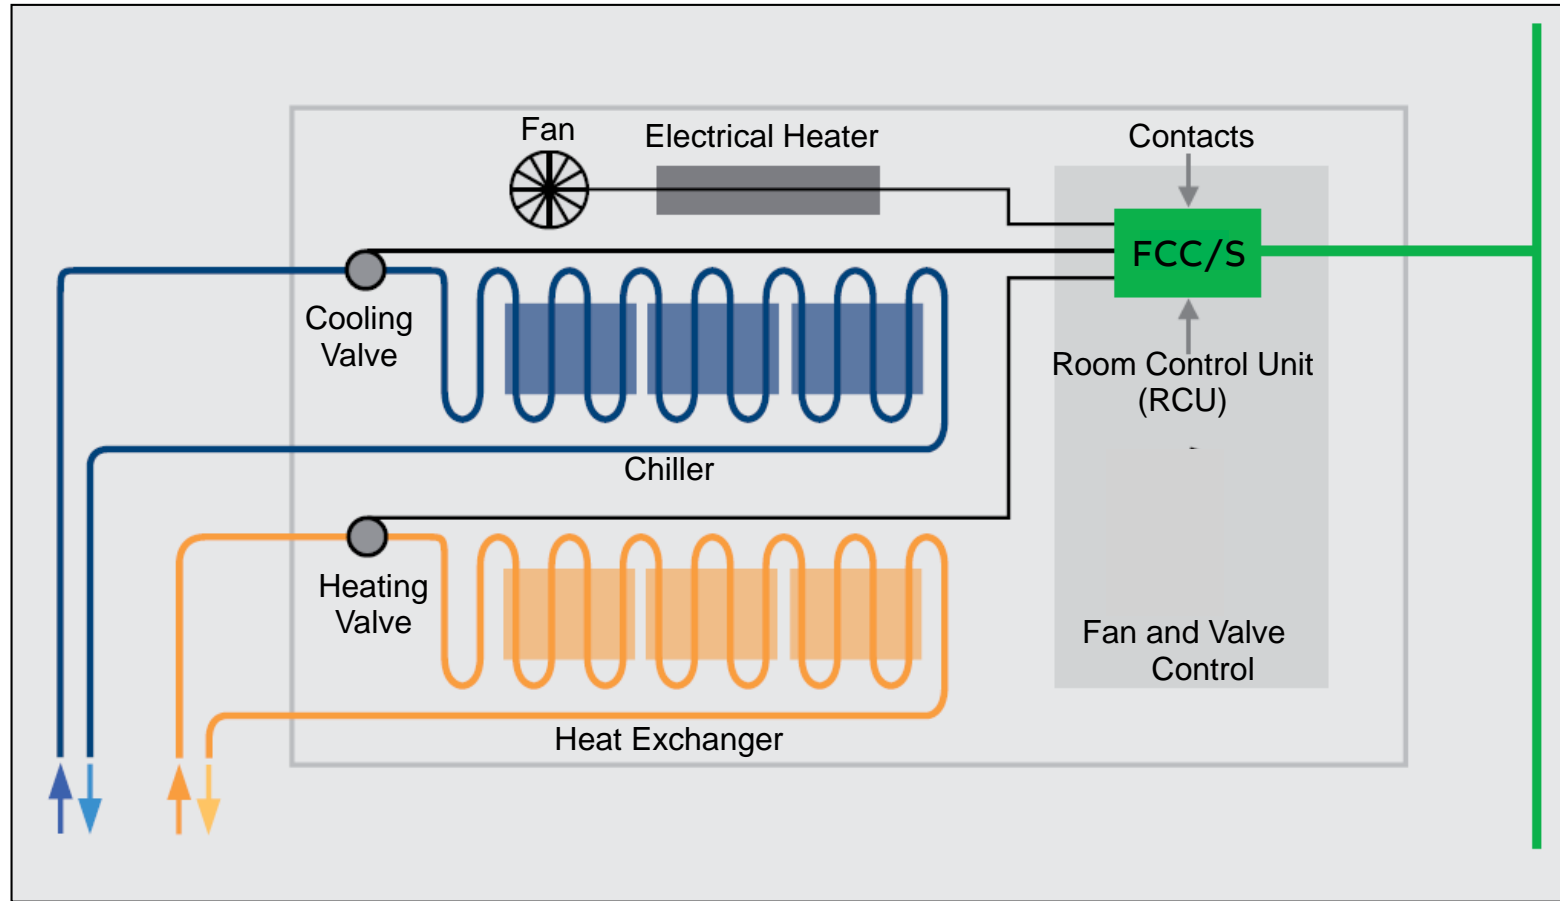 Fan
Electrical Heater
Contacts
FCC/S
Cooling
Valve
Room Control Unit
(RCU)
Chiller
Heating
Valve
Fan and Valve
Control
Heat Exchanger